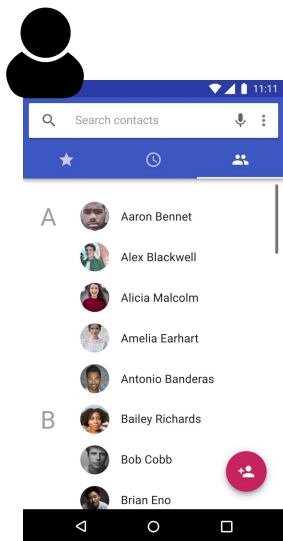 11:11
Search contacts
A
Aaron Bennet
Alex Blackwell
Alicia Malcolm
Amelia Earhart
Antonio Banderas
B
Bailey Richards
Bob Cobb
Brian Eno